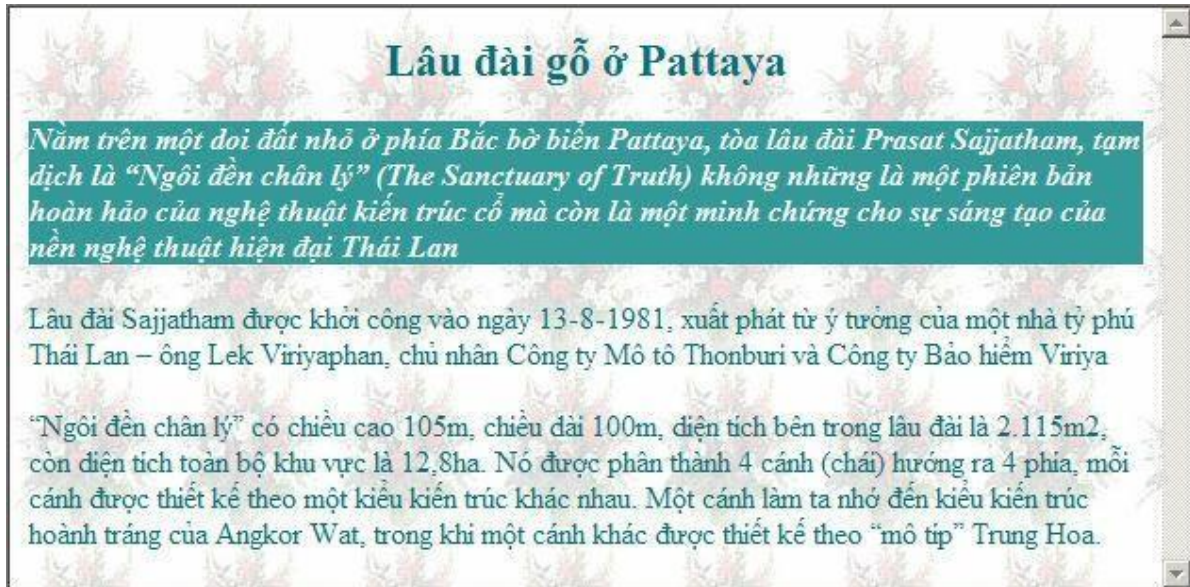 Lâu đài gỗ ở Pattaya
Nằm trên một doi đất nhỏ ở phía Bắc bờ biển Pattaya, tòa lâu đài Prasat Sajjatham, tạm
dịch là “Ngôi đền chân lý” (The Sanctuary of Truth) không những là một phiên bản
hoàn hảo của nghệ thuật kiến trúc cổ mà còn là một minh chứng cho sự sáng tạo của
nền nghệ thuật hiện đại Thái Lan
Lâu đài Sajjatham được khởi công vào ngày 13-8-1981, xuất phát từ ý tưởng của một nhà tỷ phú
Thái Lan – ông Lek Viriyaphan, chủ nhân Công ty Mô tô Thonburi và Công ty Bảo hiểm Viriya
“Ngôi đền chân lý” có chiều cao 105m, chiều dài 100m, diện tích bên trong lâu đài là 2.115m2,
còn diện tích toàn bộ khu vực là 12,8ha. Nó được phân thành 4 cánh (chái) hướng ra 4 phía, mỗi
cánh được thiết kế theo một kiểu kiến trúc khác nhau. Một cánh làm ta nhớ đến kiểu kiến trúc
hoành tráng của Angkor Wat, trong khi một cánh khác được thiết kế theo “mô típ” Trung Hoa.